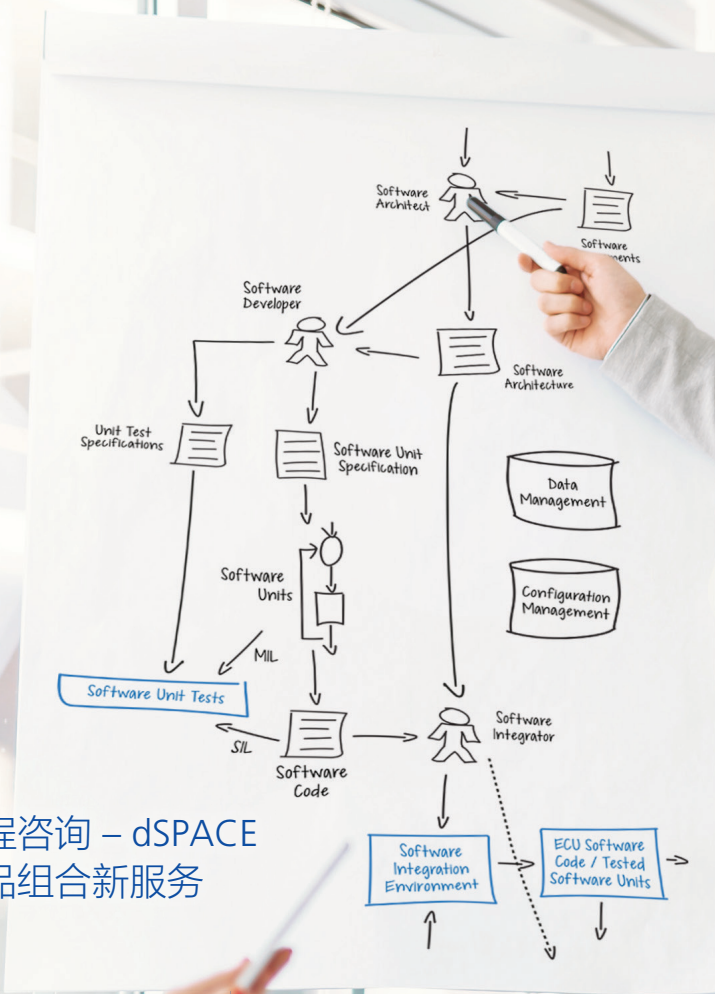 Software
Architect
Software
Software
Developer
Software
Architecture
Unit Test
Specifications
Software Unit
Specification
Data
Management
Software
Units
Configuration
Management
MIL
Software Unit Tests
SIL
Software
Code
Software
Integrator
程咨询 – dSPACE
品组合新服务
Software
Integration
Environment
ECU Software
Code / Tested
Software Units